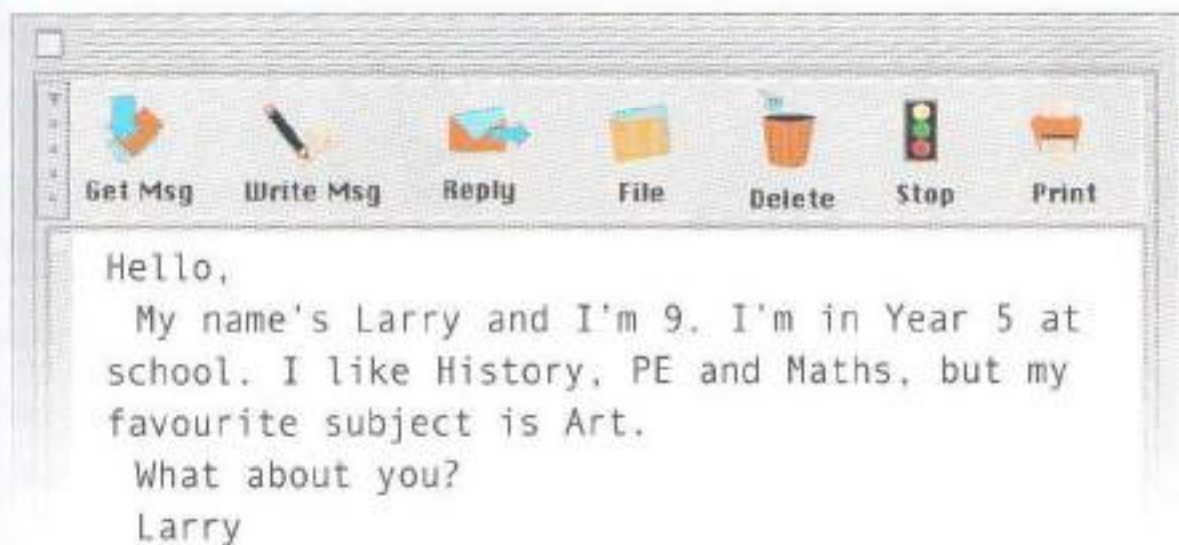 Get Msg Write Msg Reply File Delete Stop Print
Hello,
My name's Larry and I'm 9. I'm in Year 5 at
school. I like History, PE and Maths, but my
favourite subject is Art.
What about you?
Larry